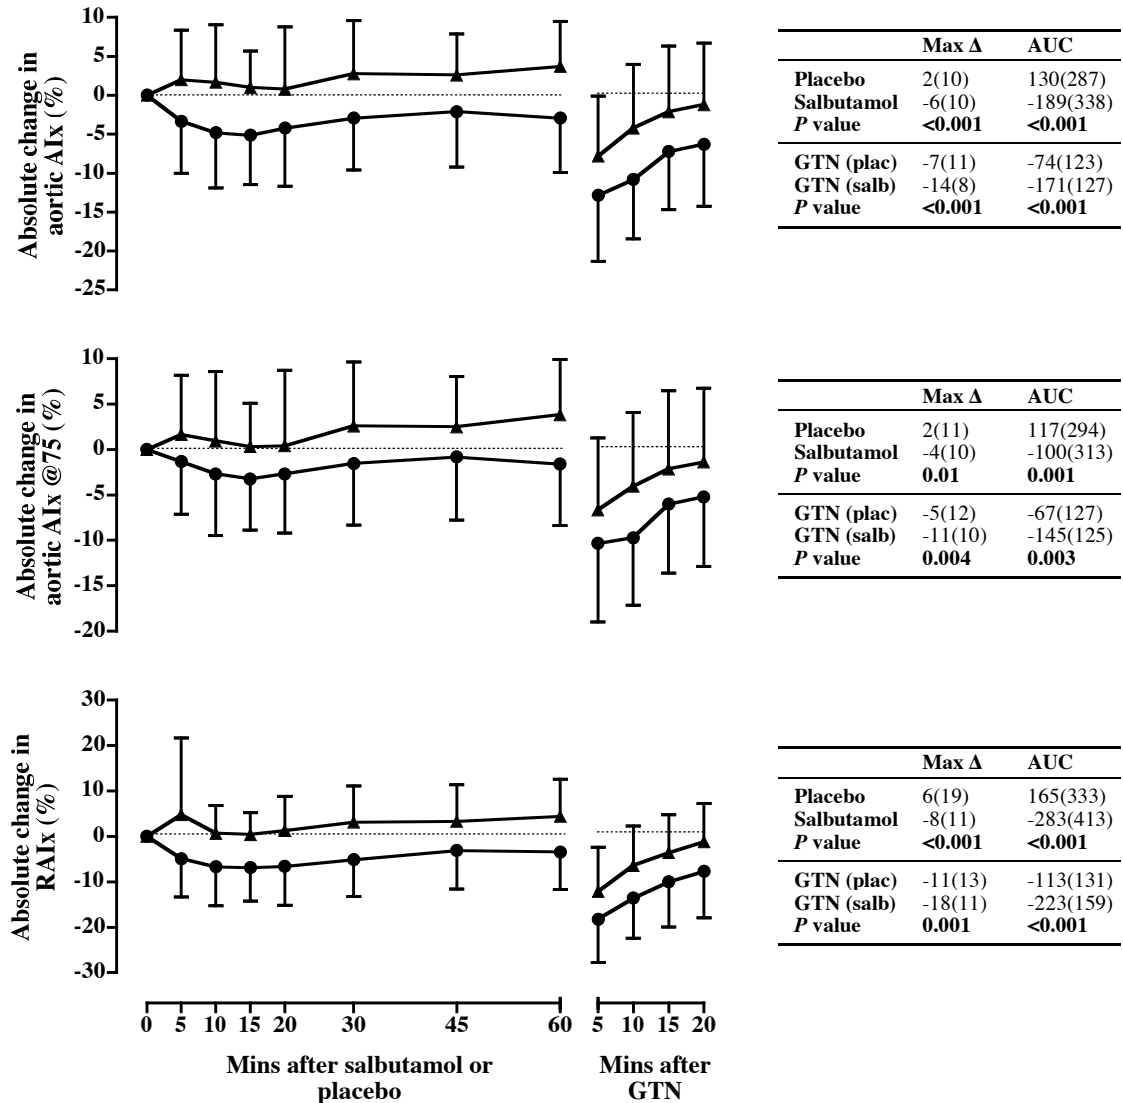 Absolute change in
aortic AIx (%)
10
5
0
-5
-10
-15
-20
-25
Max Δ AUC
Placebo 2(10) 130(287)
Salbutamol -6(10) -189(338)
P value <0.001 <0.001
GTN (plac) -7(11) -74(123)
GTN (salb) -14(8) -171(127)
P value <0.001 <0.001
Absolute change in
aortic AIx @75 (%)
10
5
0
-5
-10
-15
-20
Max Δ AUC
Placebo 2(11) 117(294)
Salbutamol -4(10) -100(313)
P value 0.01 0.001
GTN (plac) -5(12) -67(127)
GTN (salb) -11(10) -145(125)
P value 0.004 0.003
Absolute change in
RAIx (%)
30
20
10
0
-10
-20
-30
Max Δ AUC
Placebo 6(19) 165(333)
Salbutamol -8(11) -283(413)
P value <0.001 <0.001
GTN (plac) -11(13) -113(131)
GTN (salb) -18(11) -223(159)
P value 0.001 <0.001
0 5 10 15 20 30 45 60
Mins after salbutamol or
placebo
5 10 15 20
Mins after
GTN